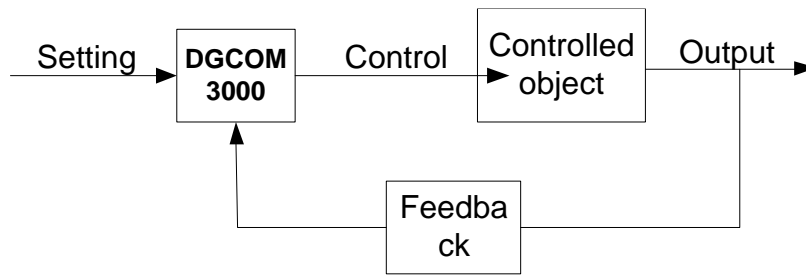 Setting
DGCOM
3000
Control
Controlled
object
Output
Feedba
ck